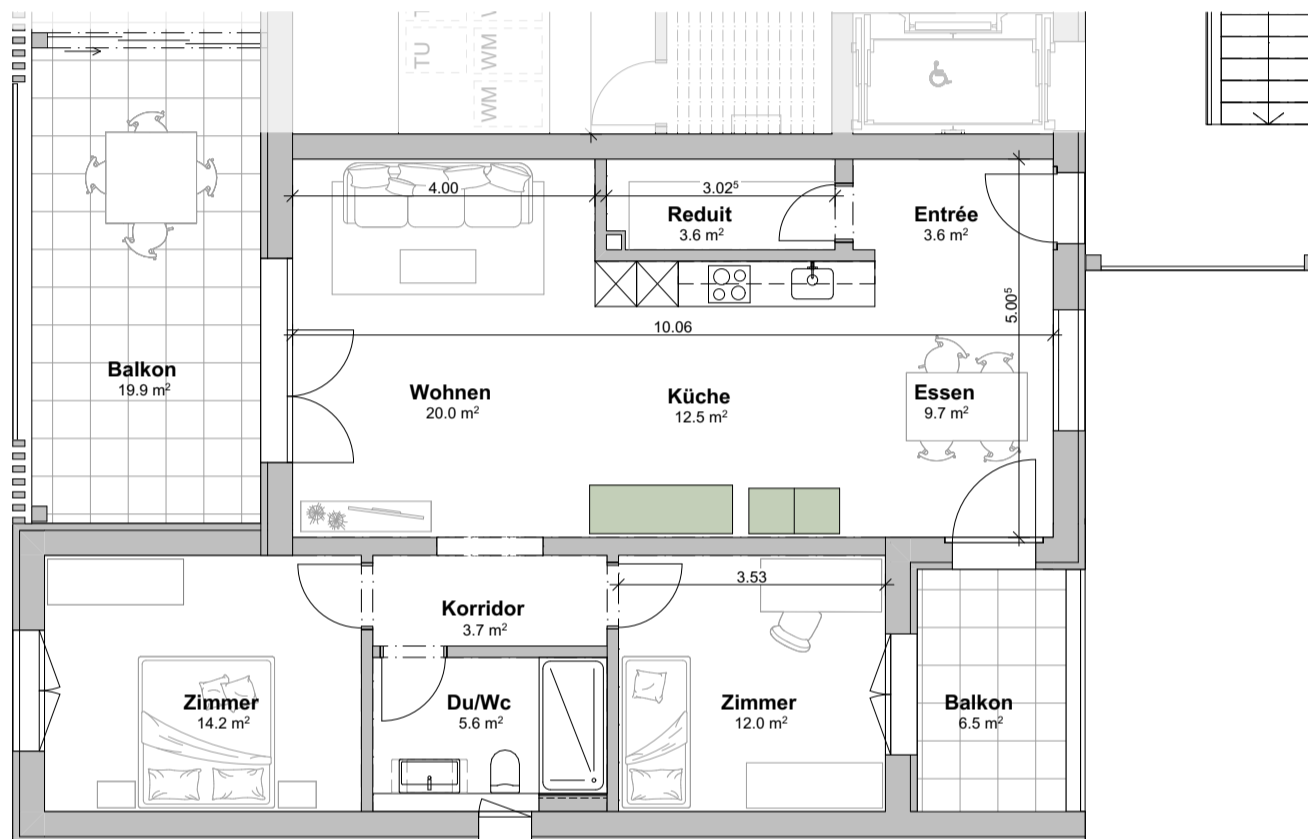 TU
WM
WM
4.00
3.02⁵
Reduit
3.6 m²
Entrée
3.6 m²
5.00⁵
10.06
Balkon
19.9 m²
Wohnen
20.0 m²
Küche
12.5 m²
Essen
9.7 m²
3.53
Korridor
3.7 m²
Zimmer
14.2 m²
Du/Wc
5.6 m²
Zimmer
12.0 m²
Balkon
6.5 m²